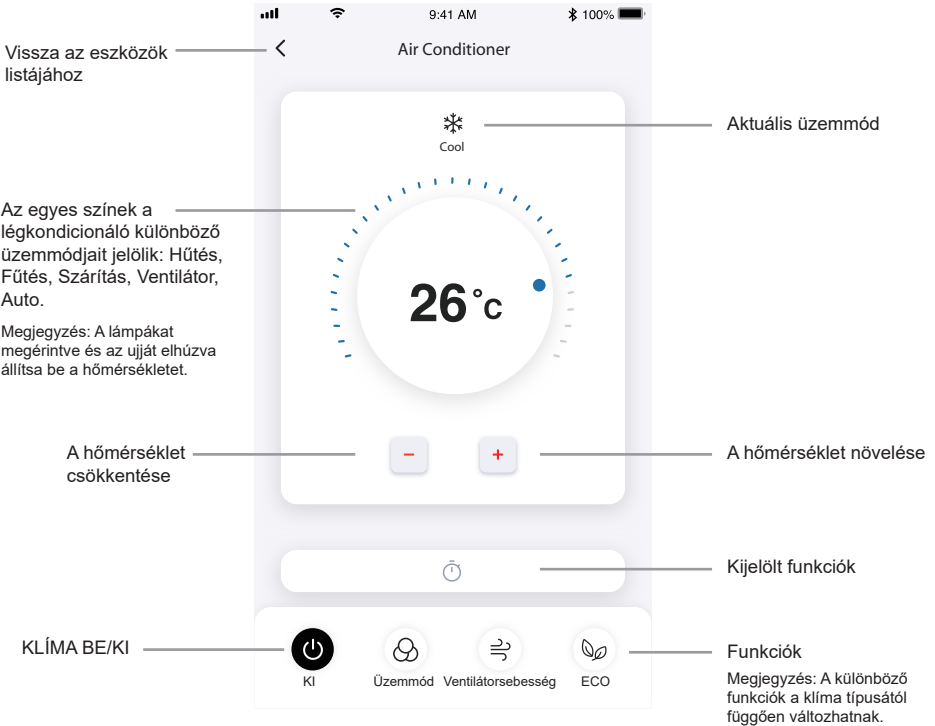 9:41 AM
100%
Vissza az eszközök
listájához
Air Conditioner
Aktuális üzemmód
Cool
Az egyes színek a
légkondicionáló különböző
üzemmódjait jelölik: Hűtés,
Fűtés, Szárítás, Ventilátor,
Auto.
Megjegyzés: A lámpákat
megérintve és az ujját elhúzva
állítsa be a hőmérsékletet.
26°C
A hőmérséklet
csökkentése
-
+
A hőmérséklet növelése
Kijelölt funkciók
KLÍMA BE/KI
KI
Üzemmód
Ventilátorsebesség
ECO
Funkciók
Megjegyzés: A különböző
funkciók a klíma típusától
függően változhatnak.